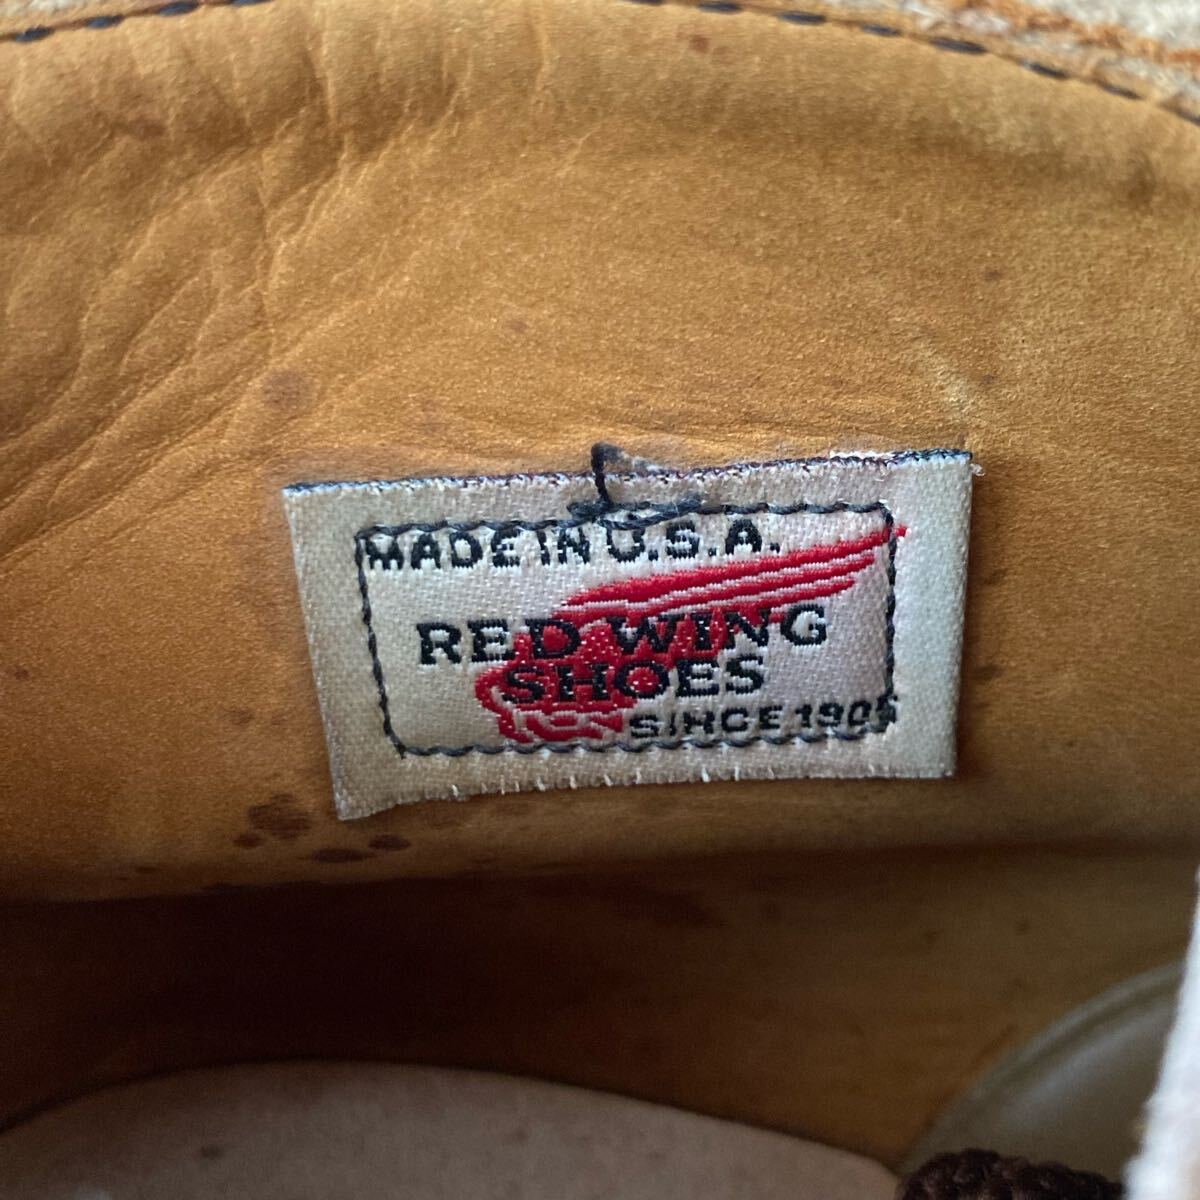 MADE IN U.S.A.
RED WING
SHOES
SINCE 1905